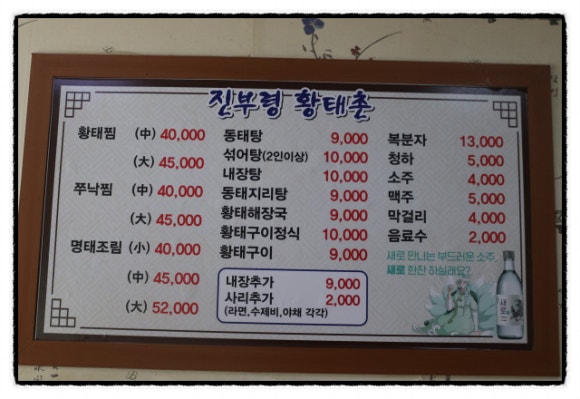 진부령 황태촌
황태찜 (中) 40,000
(大) 45,000
쭈낙찜 (中) 40,000
(大) 45,000
명태조림 (小) 40,000
(中) 45,000
(大) 52,000
동태탕 9,000
섞어탕(2인이상) 10,000
내장탕 10,000
동태지리탕 9,000
황태해장국 9,000
황태구이정식 10,000
황태구이 9,000
내장추가 9,000
사리추가 2,000
(라면,수제비,야채 각각)
복분자 13,000
청하 5,000
소주 4,000
맥주 5,000
막걸리 4,000
음료수 2,000
새로 만나는 부드러운 소주,
새로 한잔 하실래요?
새로